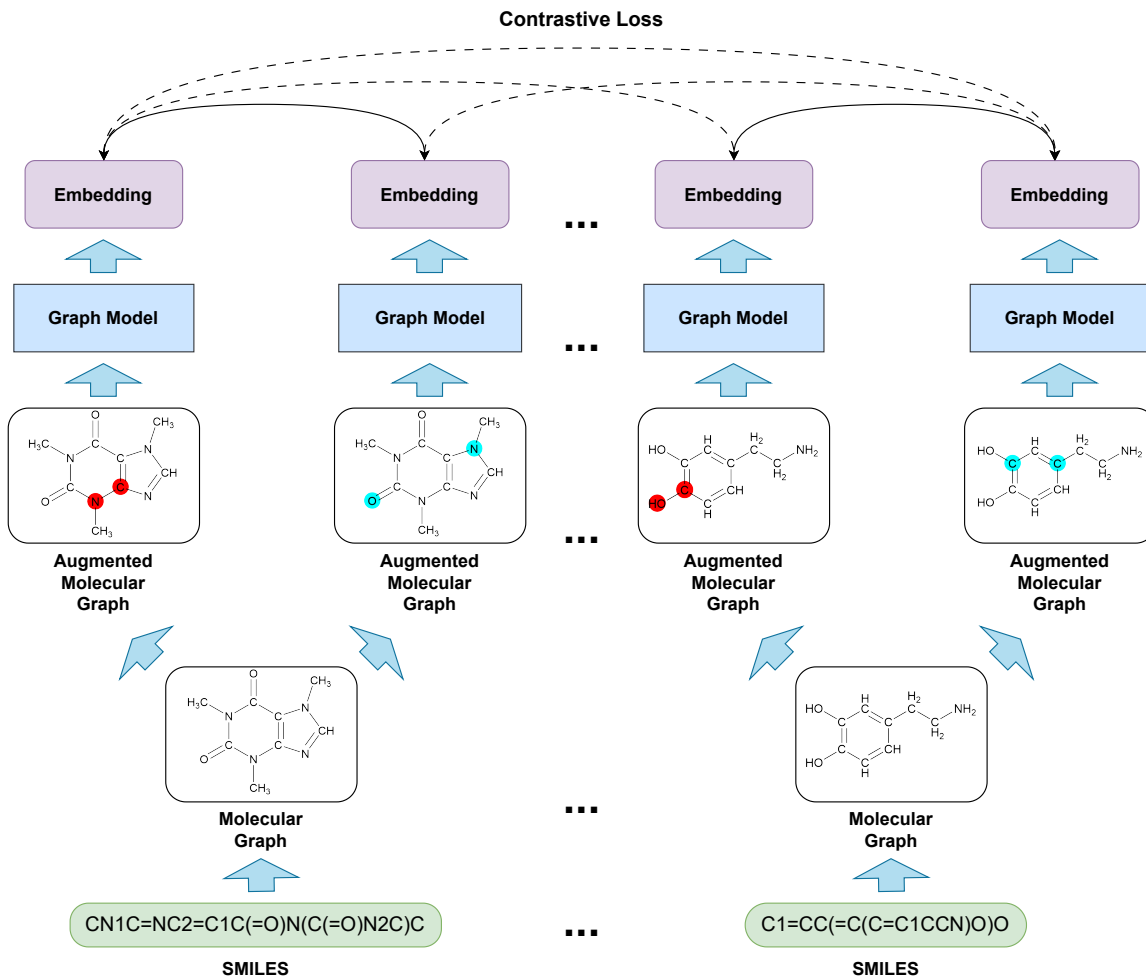 Contrastive Loss
Embedding
Embedding
Embedding
Embedding
...
Graph Model
Graph Model
Graph Model
Graph Model
...
O
CH₃
H₃C
N
N
CH
O
N
C
N
CH₃
O
CH₃
H₃C
N
N
CH
O
N
N
CH₃
...
HO
H
H₂
C
NH₂
C
H₂
C
HO
CH
C
H
HO
C
H
C
C
H₂
C
NH₂
C
H₂
HO
CH
C
H
Augmented
Molecular
Graph
Augmented
Molecular
Graph
Augmented
Molecular
Graph
Augmented
Molecular
Graph
O
CH₃
H₃C
N
N
CH
O
N
N
CH₃
Molecular
Graph
...
HO
H
H₂
C
NH₂
C
H₂
HO
CH
C
H
Molecular
Graph
CN1C=NC2=C1C(=O)N(C(=O)N2C)C
...
C1=CC(=C(C=C1CCN)O)O
SMILES
SMILES